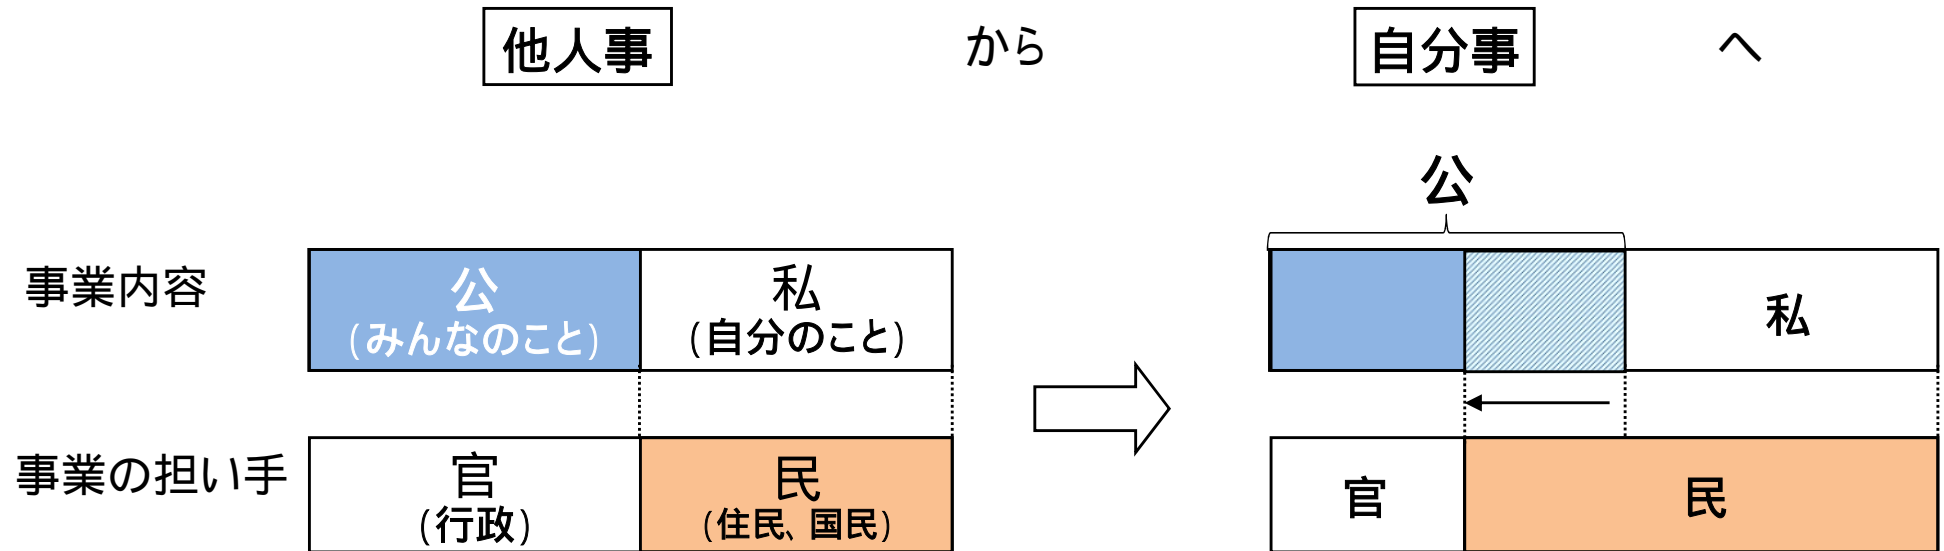 他人事 から 自分事 へ
公
事業内容
公
(みんなのこと)
私
(自分のこと)
私
事業の担い手
官
(行政)
民
(住民、国民)
官
民